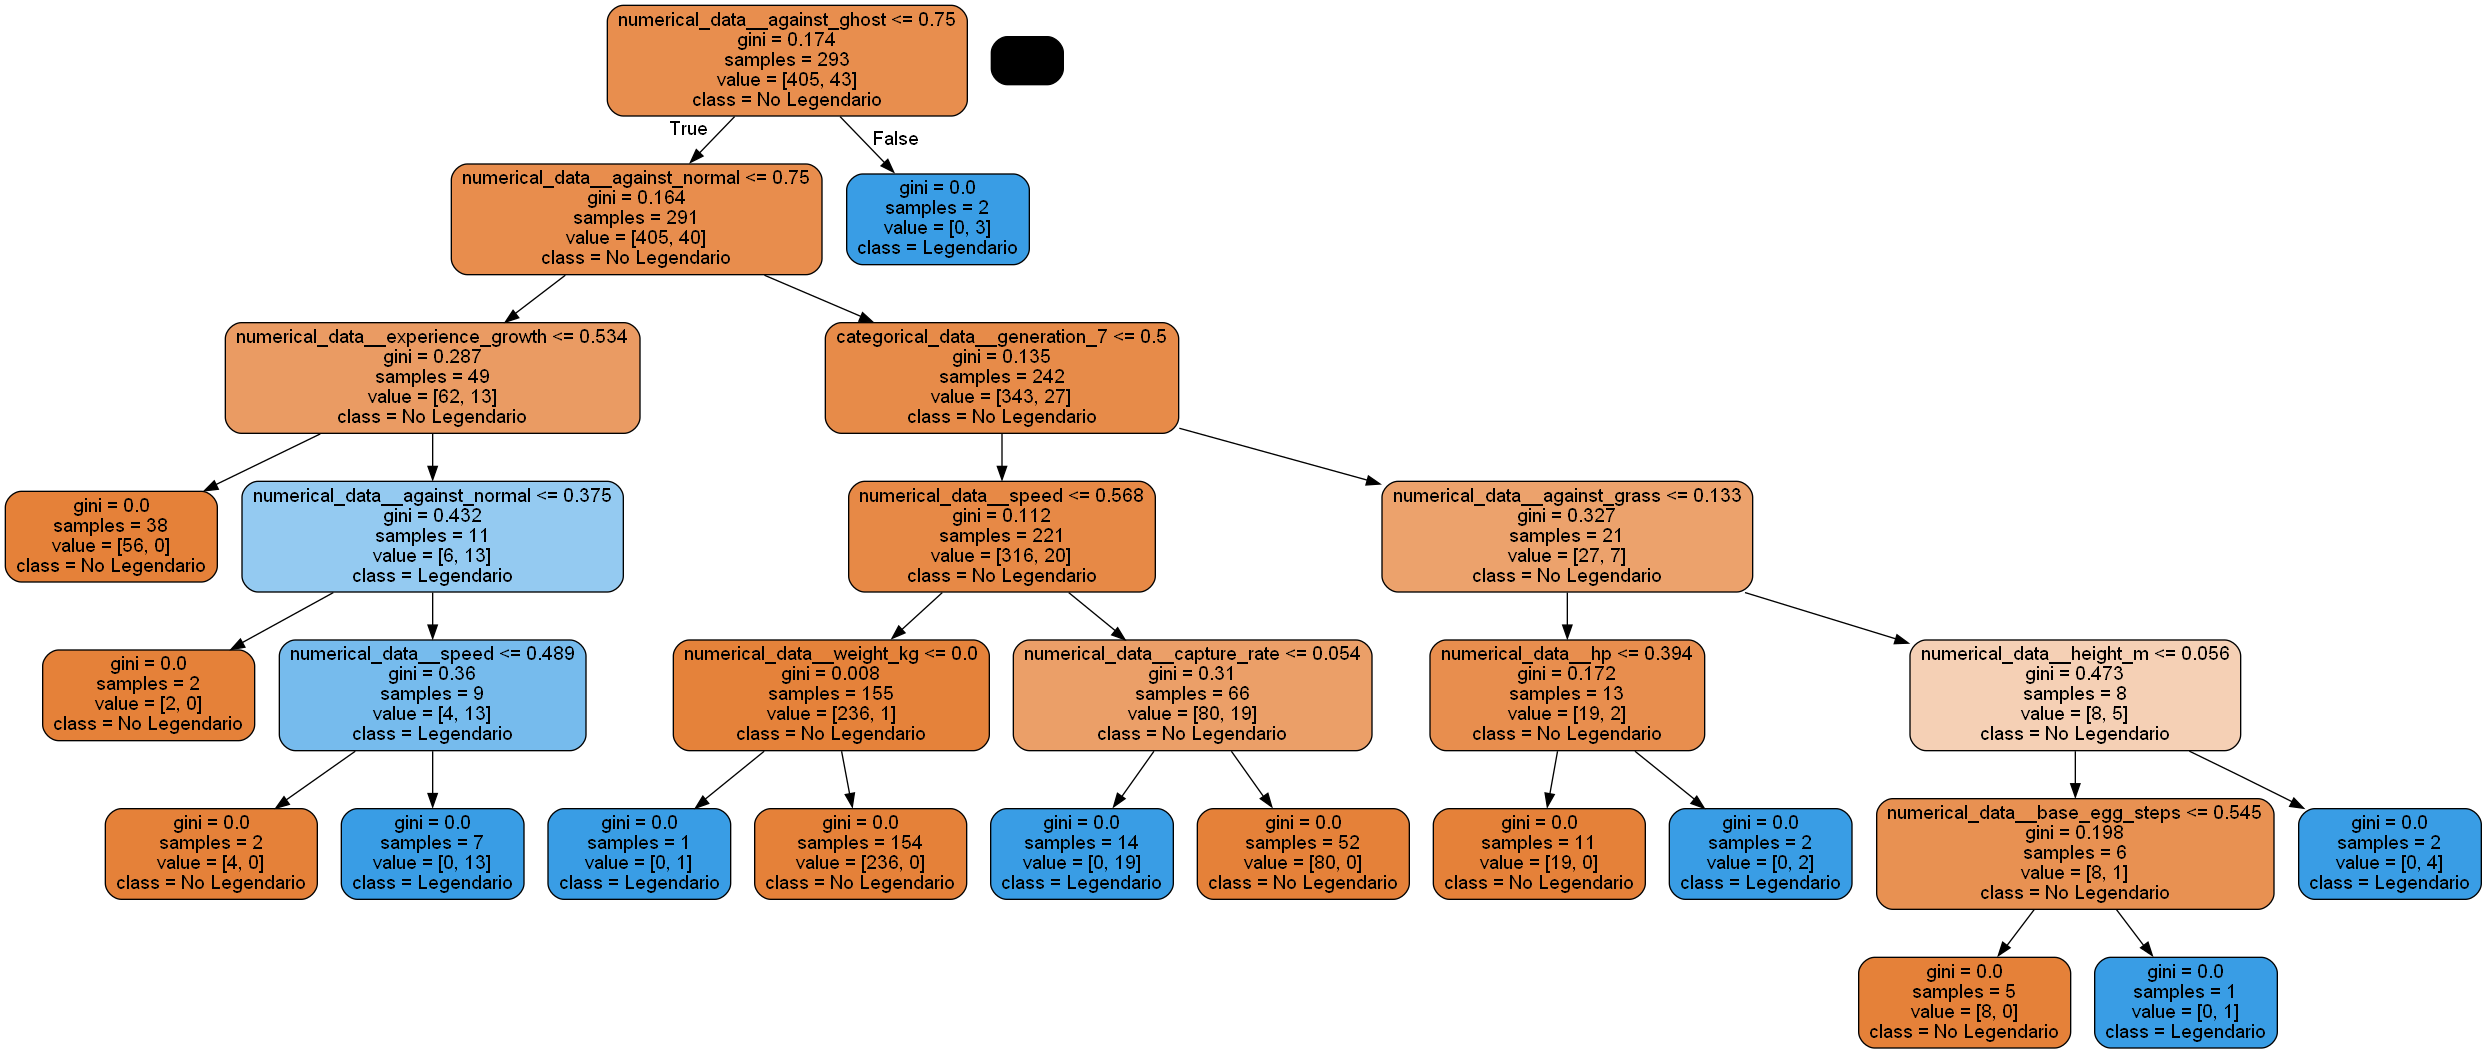 numerical_data__against_ghost <= 0.75
gini = 0.174
samples = 293
value = [405, 43]
class = No Legendario
True
False
numerical_data__against_normal <= 0.75
gini = 0.164
samples = 291
value = [405, 40]
class = No Legendario
gini = 0.0
samples = 2
value = [0, 3]
class = Legendario
numerical_data__experience_growth <= 0.534
gini = 0.287
samples = 49
value = [62, 13]
class = No Legendario
categorical_data__generation_7 <= 0.5
gini = 0.135
samples = 242
value = [343, 27]
class = No Legendario
gini = 0.0
samples = 38
value = [56, 0]
class = No Legendario
numerical_data__against_normal <= 0.375
gini = 0.432
samples = 11
value = [6, 13]
class = Legendario
numerical_data__speed <= 0.568
gini = 0.112
samples = 221
value = [316, 20]
class = No Legendario
numerical_data__against_grass <= 0.133
gini = 0.327
samples = 21
value = [27, 7]
class = No Legendario
gini = 0.0
samples = 2
value = [2, 0]
class = No Legendario
numerical_data__speed <= 0.489
gini = 0.36
samples = 9
value = [4, 13]
class = Legendario
numerical_data__weight_kg <= 0.0
gini = 0.008
samples = 155
value = [236, 1]
class = No Legendario
numerical_data__capture_rate <= 0.054
gini = 0.31
samples = 66
value = [80, 19]
class = No Legendario
numerical_data__hp <= 0.394
gini = 0.172
samples = 13
value = [19, 2]
class = No Legendario
numerical_data__height_m <= 0.056
gini = 0.473
samples = 8
value = [8, 5]
class = No Legendario
gini = 0.0
samples = 2
value = [4, 0]
class = No Legendario
gini = 0.0
samples = 7
value = [0, 13]
class = Legendario
gini = 0.0
samples = 1
value = [0, 1]
class = Legendario
gini = 0.0
samples = 154
value = [236, 0]
class = No Legendario
gini = 0.0
samples = 14
value = [0, 19]
class = Legendario
gini = 0.0
samples = 52
value = [80, 0]
class = No Legendario
gini = 0.0
samples = 11
value = [19, 0]
class = No Legendario
gini = 0.0
samples = 2
value = [0, 2]
class = Legendario
numerical_data__base_egg_steps <= 0.545
gini = 0.198
samples = 6
value = [8, 1]
class = No Legendario
gini = 0.0
samples = 2
value = [0, 4]
class = Legendario
gini = 0.0
samples = 5
value = [8, 0]
class = No Legendario
gini = 0.0
samples = 1
value = [0, 1]
class = Legendario